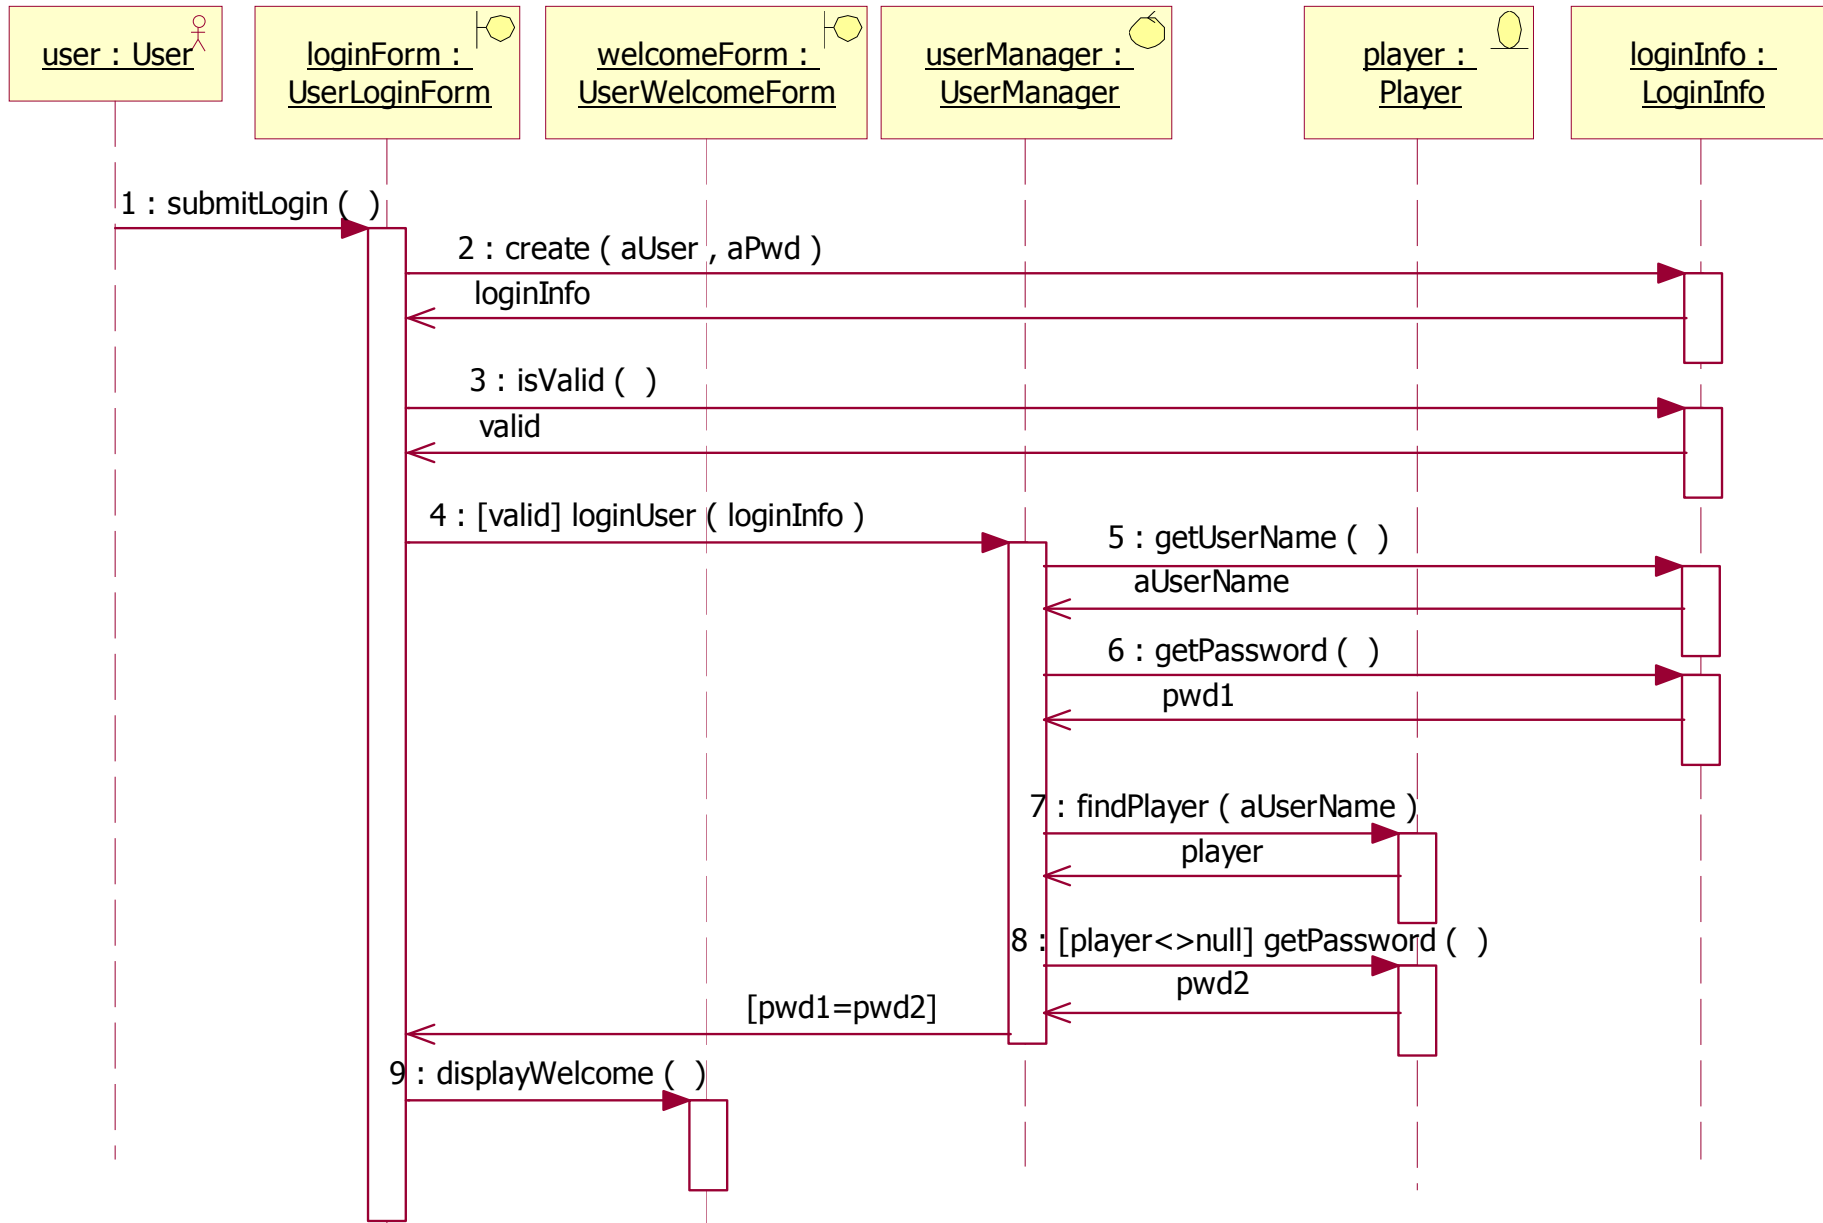 user : User
loginForm :
UserLoginForm
welcomeForm :
UserWelcomeForm
userManager :
UserManager
player :
Player
loginInfo :
LoginInfo
1 : submitLogin (  )
2 : create ( aUser , aPwd )
loginInfo
3 : isValid (  )
valid
4 : [valid] loginUser ( loginInfo )
5 : getUserName (  )
aUserName
6 : getPassword (  )
pwd1
7 : findPlayer ( aUserName )
player
8 : [player<>null] getPassword (  )
pwd2
[pwd1=pwd2]
9 : displayWelcome (  )